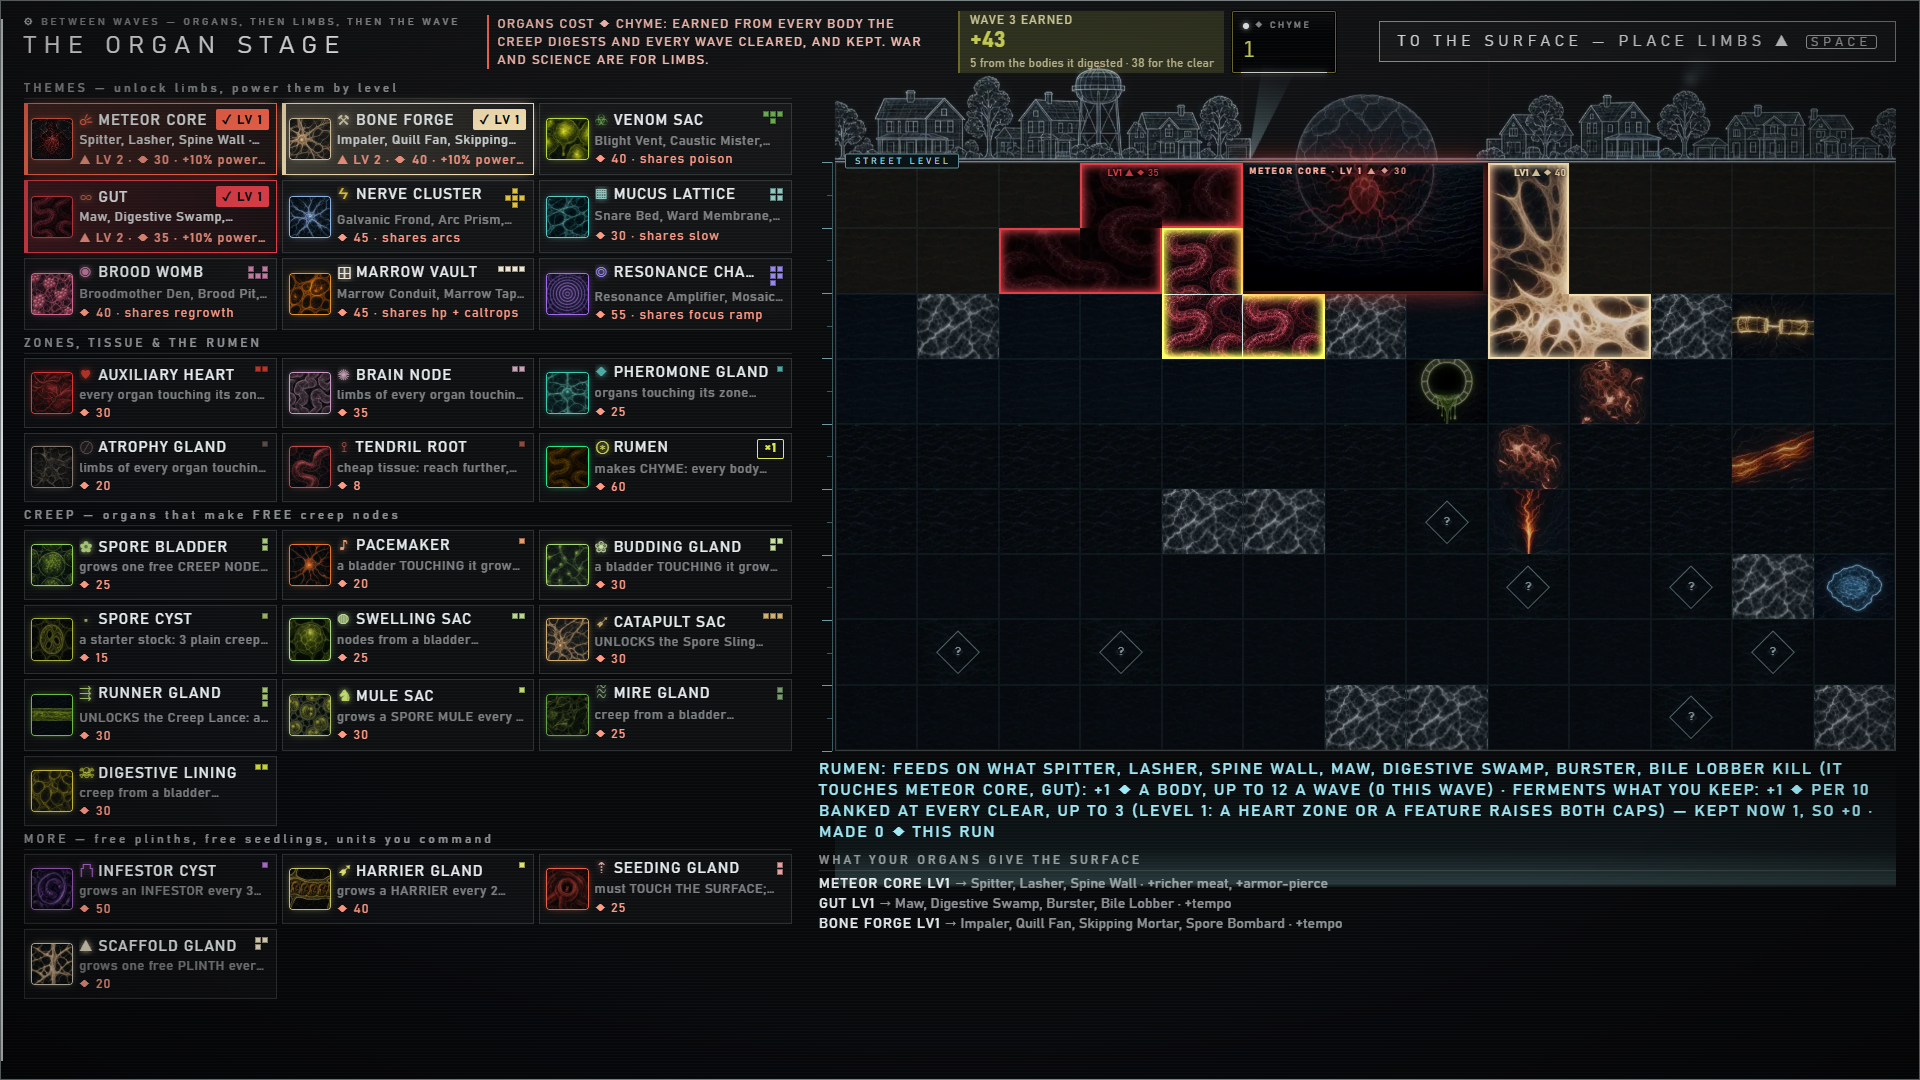 BETWEEN WAVES — ORGANS, THEN LIMBS, THEN THE WAVE
THE ORGAN STAGE
ORGANS COST ◆ CHYME: EARNED FROM EVERY BODY THE
CREEP DIGESTS AND EVERY WAVE CLEARED, AND KEPT. WAR
AND SCIENCE ARE FOR LIMBS.
WAVE 3 EARNED
+43
5 from the bodies it digested · 38 for the clear
◆ CHYME
1
TO THE SURFACE — PLACE LIMBS ▲ SPACE
THEMES — unlock limbs, power them by level
METEOR CORE ✓ LV 1
Spitter, Lasher, Spine Wall ·…
▲ LV 2 · ◆ 30 · +10% power…
BONE FORGE ✓ LV 1
Impaler, Quill Fan, Skipping…
▲ LV 2 · ◆ 40 · +10% power…
VENOM SAC
Blight Vent, Caustic Mister,…
◆ 40 · shares poison
GUT ✓ LV 1
Maw, Digestive Swamp,…
▲ LV 2 · ◆ 35 · +10% power…
NERVE CLUSTER
Galvanic Frond, Arc Prism,…
◆ 45 · shares arcs
MUCUS LATTICE
Snare Bed, Ward Membrane,…
◆ 30 · shares slow
BROOD WOMB
Broodmother Den, Brood Pit,…
◆ 40 · shares regrowth
MARROW VAULT
Marrow Conduit, Marrow Tap…
◆ 45 · shares hp + caltrops
RESONANCE CHA…
Resonance Amplifier, Mosaic…
◆ 55 · shares focus ramp
ZONES, TISSUE & THE RUMEN
AUXILIARY HEART
every organ touching its zon…
◆ 30
BRAIN NODE
limbs of every organ touchin…
◆ 35
PHEROMONE GLAND
organs touching its zone…
◆ 25
ATROPHY GLAND
limbs of every organ touchin…
◆ 20
TENDRIL ROOT
cheap tissue: reach further,…
◆ 8
RUMEN ×1
makes CHYME: every body…
◆ 60
CREEP — organs that make FREE creep nodes
SPORE BLADDER
grows one free CREEP NODE…
◆ 25
PACEMAKER
a bladder TOUCHING it grow…
◆ 20
BUDDING GLAND
a bladder TOUCHING it grow…
◆ 30
SPORE CYST
a starter stock: 3 plain creep…
◆ 15
SWELLING SAC
nodes from a bladder…
◆ 25
CATAPULT SAC
UNLOCKS the Spore Sling…
◆ 30
RUNNER GLAND
UNLOCKS the Creep Lance: a…
◆ 30
MULE SAC
grows a SPORE MULE every …
◆ 30
MIRE GLAND
creep from a bladder…
◆ 25
DIGESTIVE LINING
creep from a bladder…
◆ 30
MORE — free plinths, free seedlings, units you command
INFESTOR CYST
grows an INFESTOR every 3…
◆ 50
HARRIER GLAND
grows a HARRIER every 2…
◆ 40
SEEDING GLAND
must TOUCH THE SURFACE;…
◆ 25
SCAFFOLD GLAND
grows one free PLINTH ever…
◆ 20
STREET LEVEL
LV1 ▲ ◆ 35
METEOR CORE · LV 1 ▲ ◆ 30
LV1 ▲ ◆ 40
?
?
?
?
?
?
?
RUMEN: FEEDS ON WHAT SPITTER, LASHER, SPINE WALL, MAW, DIGESTIVE SWAMP, BURSTER, BILE LOBBER KILL (IT
TOUCHES METEOR CORE, GUT): +1 ◆ A BODY, UP TO 12 A WAVE (0 THIS WAVE) · FERMENTS WHAT YOU KEEP: +1 ◆ PER 10
BANKED AT EVERY CLEAR, UP TO 3 (LEVEL 1: A HEART ZONE OR A FEATURE RAISES BOTH CAPS) — KEPT NOW 1, SO +0 ·
MADE 0 ◆ THIS RUN
WHAT YOUR ORGANS GIVE THE SURFACE
METEOR CORE LV1 → Spitter, Lasher, Spine Wall · +richer meat, +armor-pierce
GUT LV1 → Maw, Digestive Swamp, Burster, Bile Lobber · +tempo
BONE FORGE LV1 → Impaler, Quill Fan, Skipping Mortar, Spore Bombard · +tempo